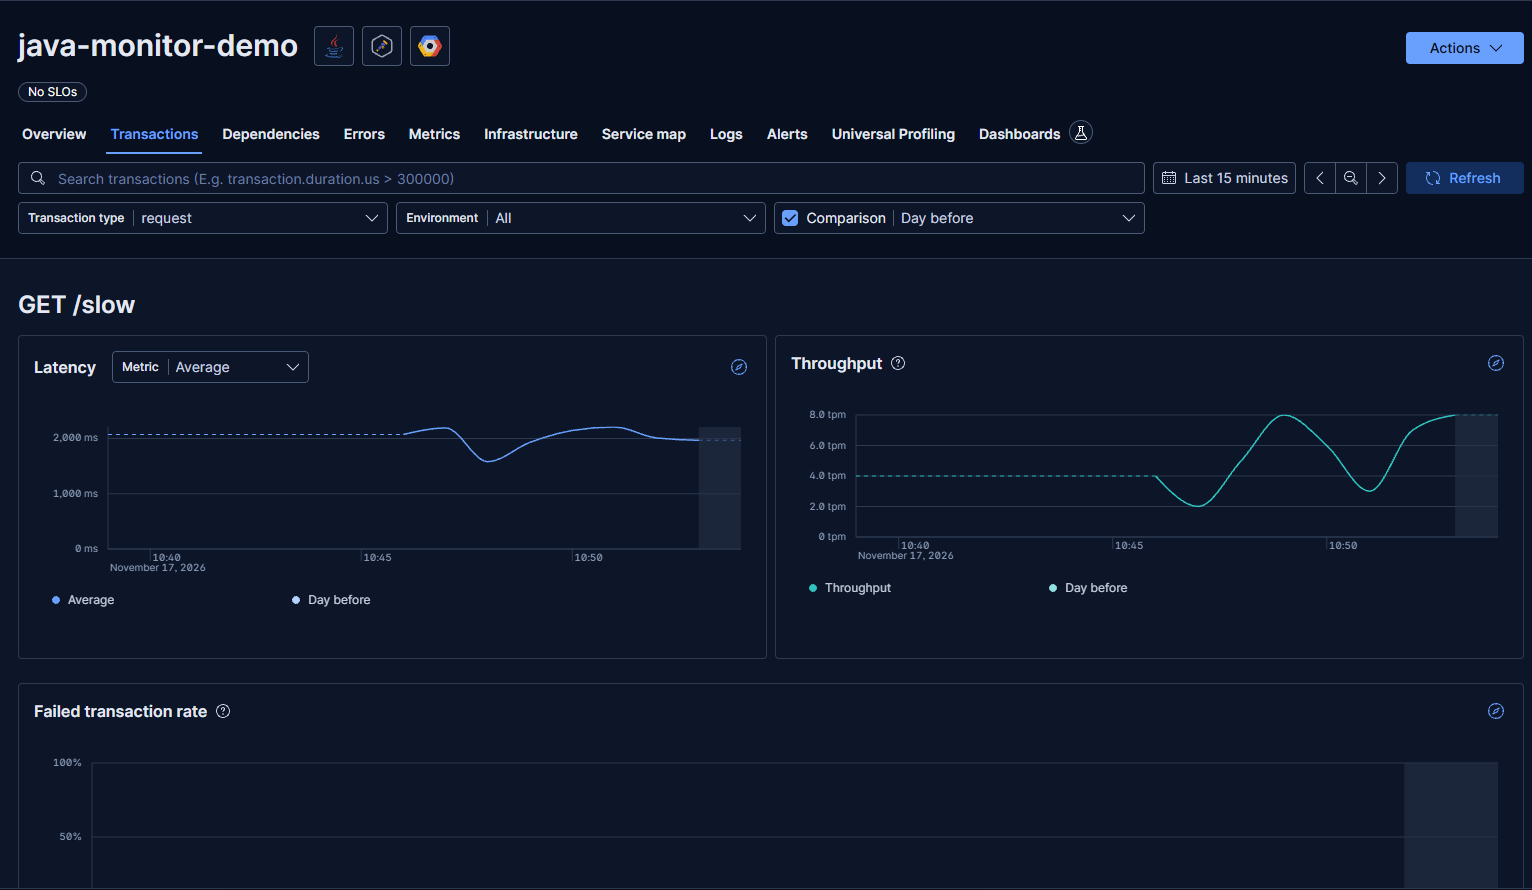 java-monitor-demo
Actions
No SLOs
Overview Transactions Dependencies Errors Metrics Infrastructure Service map Logs Alerts Universal Profiling Dashboards
Search transactions (E.g. transaction.duration.us > 300000)
Last 15 minutes
Refresh
Transaction type request
Environment All
Comparison Day before
GET /slow
Latency Metric Average
2,000 ms
1,000 ms
0 ms
10:40 10:45 10:50
November 17, 2026
Average Day before
Throughput
8.0 tpm
6.0 tpm
4.0 tpm
2.0 tpm
0 tpm
10:40 10:45 10:50
November 17, 2026
Throughput Day before
Failed transaction rate
100%
50%